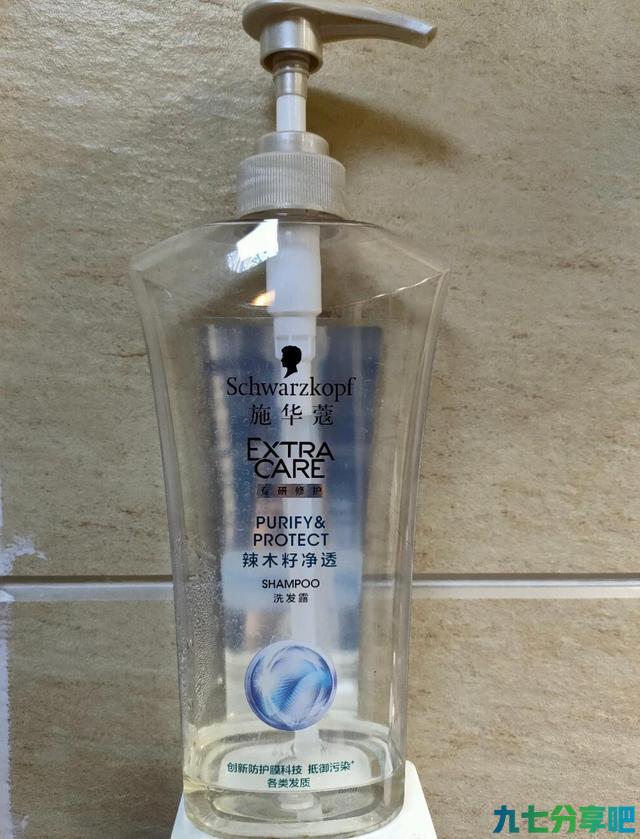 Schwarzkopf
施华蔻
EXTRA
CARE
专研修护
PURIFY&
PROTECT
辣木籽净透
SHAMPOO
洗发露
创新防护膜科技 抵御污染*
各类发质
九七分享吧